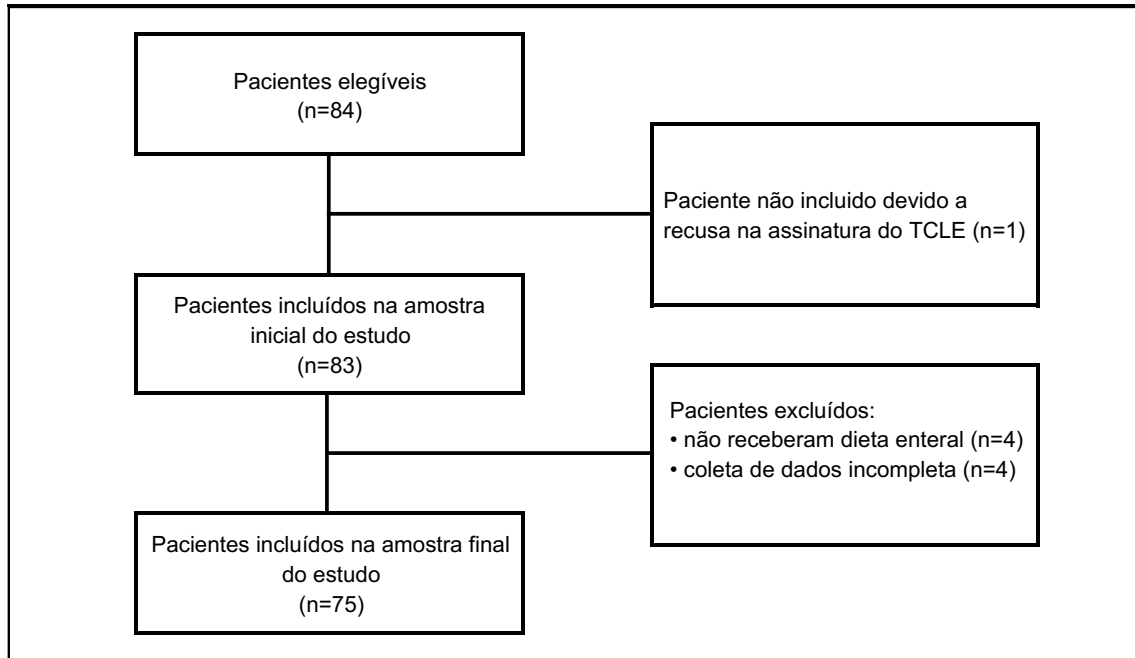 Pacientes elegíveis
(n=84)
Paciente não incluido devido a
recusa na assinatura do TCLE (n=1)
Pacientes incluídos na amostra
inicial do estudo
(n=83)
Pacientes excluídos:
• não receberam dieta enteral (n=4)
• coleta de dados incompleta (n=4)
Pacientes incluídos na amostra final
do estudo
(n=75)